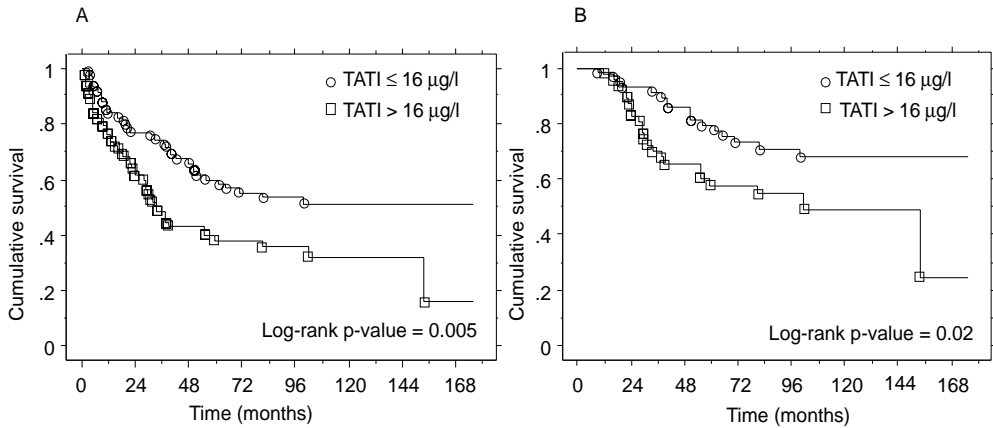 A
Cumulative survival
1
.8
.6
.4
.2
0
TATI ≤ 16 μg/l
TATI > 16 μg/l
Log-rank p-value = 0.005
0 24 48 72 96 120 144 168
Time (months)
B
Cumulative survival
1
.8
.6
.4
.2
0
TATI ≤ 16 μg/l
TATI > 16 μg/l
Log-rank p-value = 0.02
0 24 48 72 96 120 144 168
Time (months)